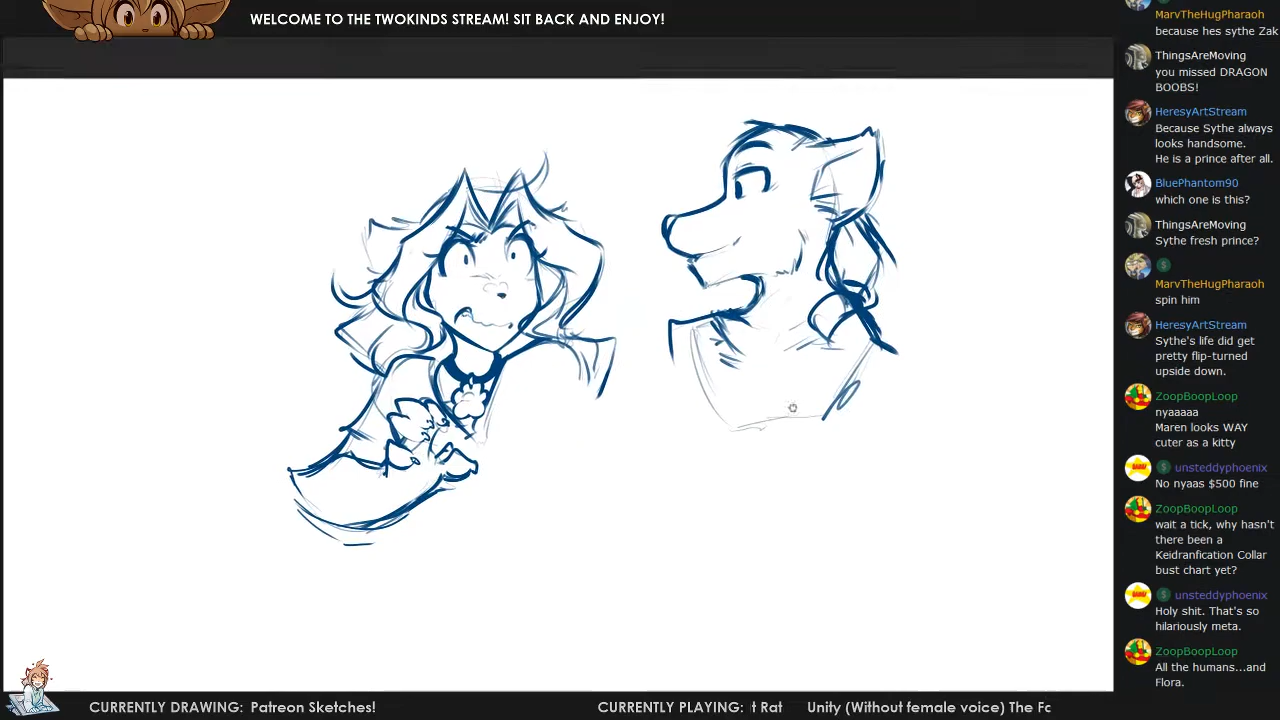 WELCOME TO THE TWOKINDS STREAM! SIT BACK AND ENJOY!
MarvTheHugPharaoh
because hes sythe Zak
ThingsAreMoving
you missed DRAGON
BOOBS!
HeresyArtStream
Because Sythe always
looks handsome.
He is a prince after all.
BluePhantom90
which one is this?
ThingsAreMoving
Sythe fresh prince?
$
MarvTheHugPharaoh
spin him
HeresyArtStream
Sythe's life did get
pretty flip-turned
upside down.
ZoopBoopLoop
nyaaaa
Maren looks WAY
cuter as a kitty
$ unsteddyphoenix
No nyaas $500 fine
ZoopBoopLoop
wait a tick, why hasn't
there been a
Keidranfication Collar
bust chart yet?
$ unsteddyphoenix
Holy shit. That's so
hilariously meta.
ZoopBoopLoop
All the humans...and
Flora.
CURRENTLY DRAWING: Patreon Sketches!
CURRENTLY PLAYING: t Rat Unity (Without female voice) The Fc